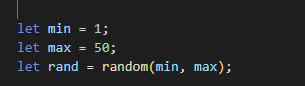 let min = 1;
let max = 50;
let rand = random(min, max);